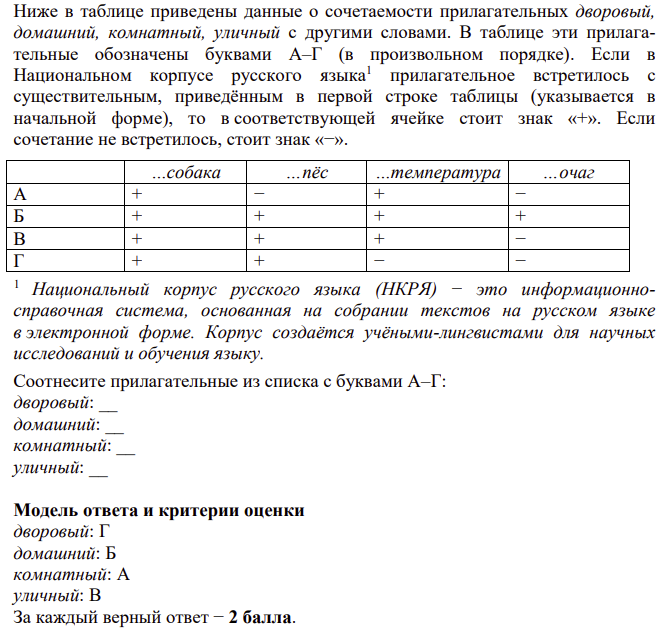 Ниже в таблице приведены данные о сочетаемости прилагательных дворовый,
домашний, комнатный, уличный с другими словами. В таблице эти прилага-
тельные обозначены буквами А–Г (в произвольном порядке). Если в
Национальном корпусе русского языка¹ прилагательное встретилось с
существительным, приведённым в первой строке таблицы (указывается в
начальной форме), то в соответствующей ячейке стоит знак «+». Если
сочетание не встретилось, стоит знак «−».
…собака …пёс …температура …очаг
А + − + −
Б + + + +
В + + + −
Г + + − −
¹ Национальный корпус русского языка (НКРЯ) − это информационно-
справочная система, основанная на собрании текстов на русском языке
в электронной форме. Корпус создаётся учёными-лингвистами для научных
исследований и обучения языку.
Соотнесите прилагательные из списка с буквами А–Г:
дворовый: __
домашний: __
комнатный: __
уличный: __
Модель ответа и критерии оценки
дворовый: Г
домашний: Б
комнатный: А
уличный: В
За каждый верный ответ − 2 балла.